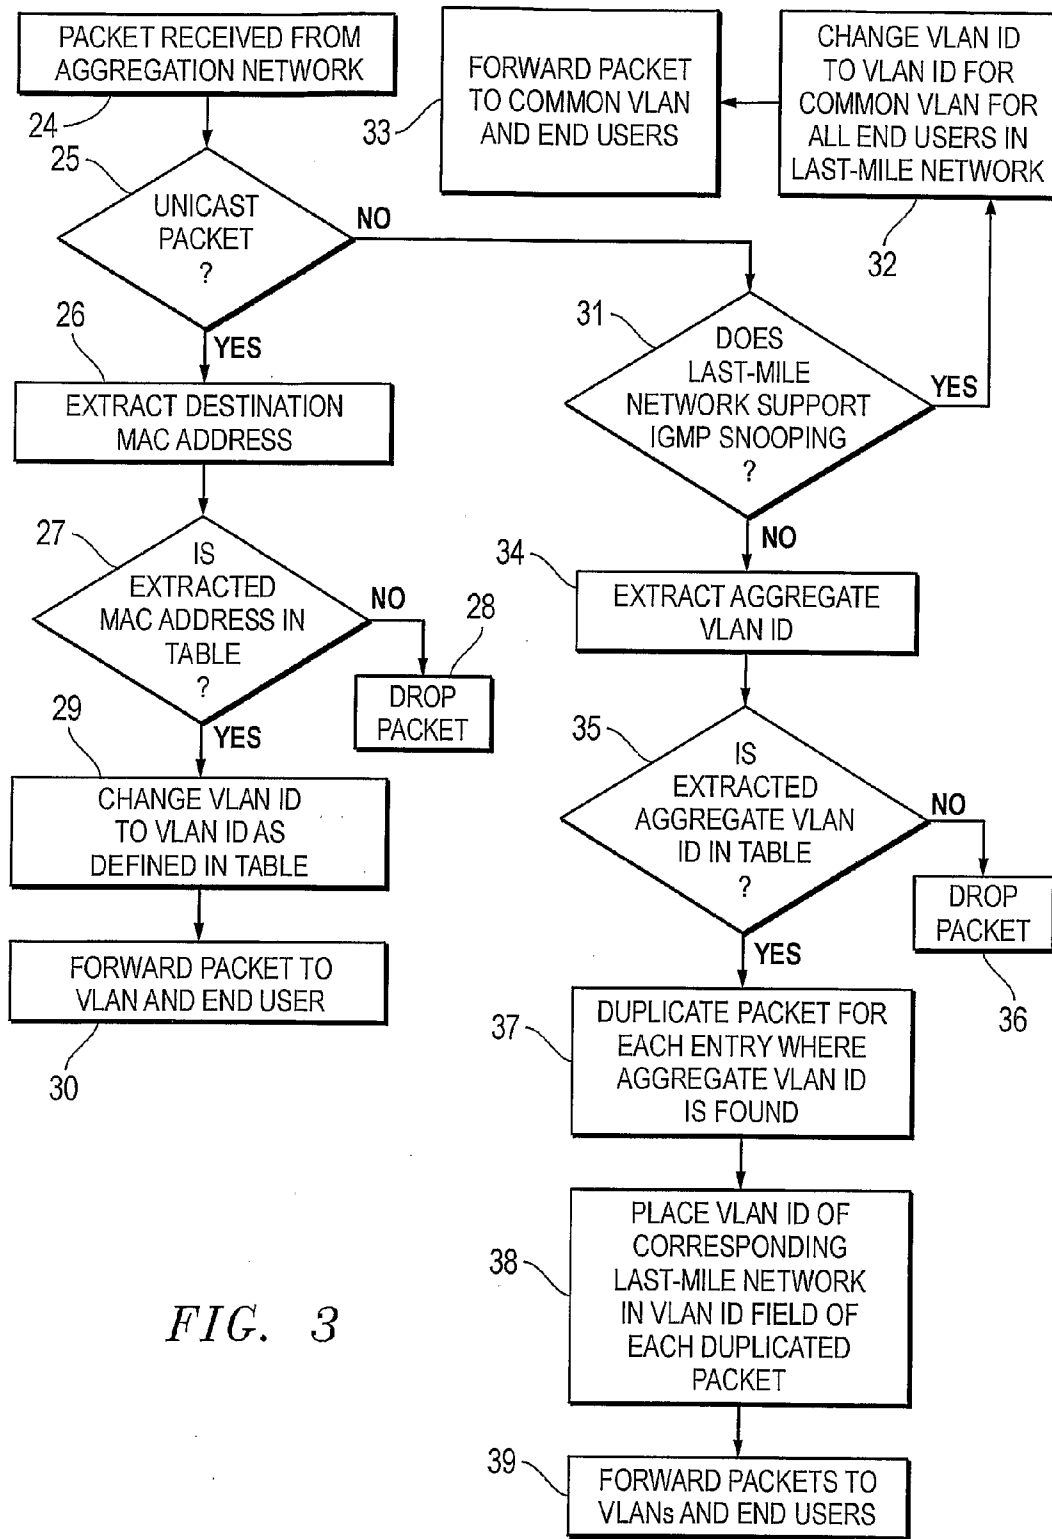 PACKET RECEIVED FROM
AGGREGATION NETWORK
24
25
UNICAST
PACKET
?
NO
YES
26
EXTRACT DESTINATION
MAC ADDRESS
27
IS
EXTRACTED
MAC ADDRESS IN
TABLE
?
NO
28
DROP
PACKET
YES
29
CHANGE VLAN ID
TO VLAN ID AS
DEFINED IN TABLE
FORWARD PACKET TO
VLAN AND END USER
30
33
FORWARD PACKET
TO COMMON VLAN
AND END USERS
CHANGE VLAN ID
TO VLAN ID FOR
COMMON VLAN FOR
ALL END USERS IN
LAST-MILE NETWORK
32
31
DOES
LAST-MILE
NETWORK SUPPORT
IGMP SNOOPING
?
YES
NO
34
EXTRACT AGGREGATE
VLAN ID
35
IS
EXTRACTED
AGGREGATE VLAN
ID IN TABLE
?
NO
DROP
PACKET
36
YES
37
DUPLICATE PACKET FOR
EACH ENTRY WHERE
AGGREGATE VLAN ID
IS FOUND
38
PLACE VLAN ID OF
CORRESPONDING
LAST-MILE NETWORK
IN VLAN ID FIELD OF
EACH DUPLICATED
PACKET
39
FORWARD PACKETS TO
VLANs AND END USERS
FIG. 3